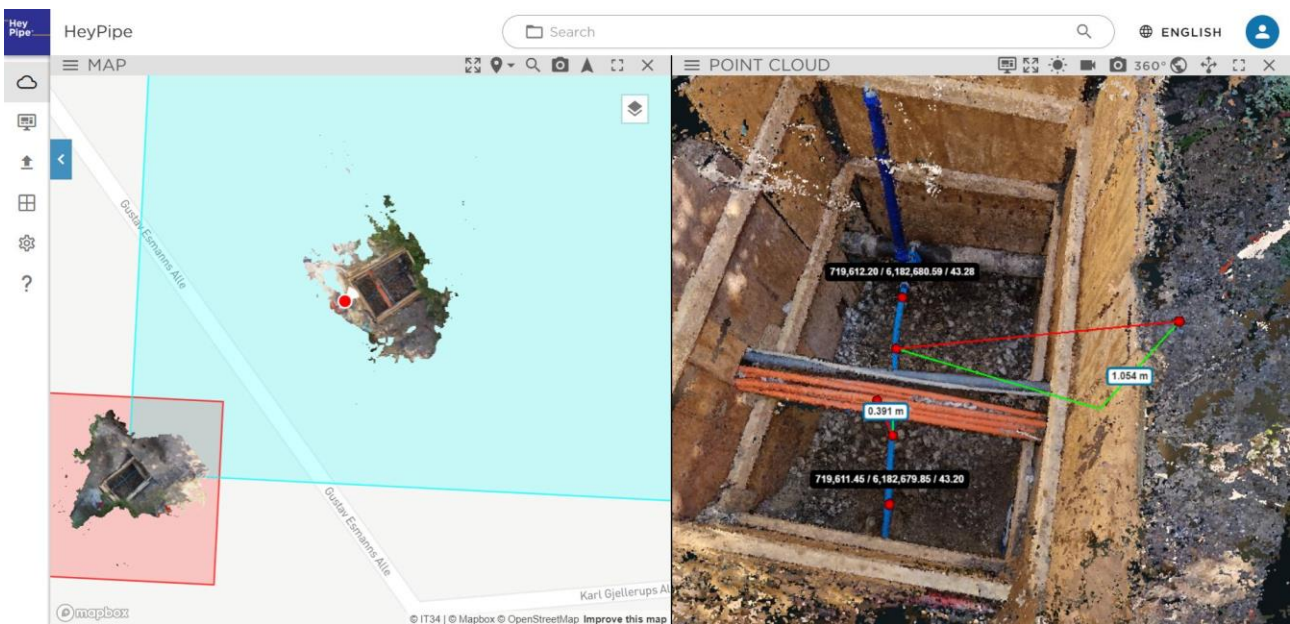 Hey
Pipe
HeyPipe
Search
ENGLISH
MAP
POINT CLOUD
360°
Gustav Esmanns Alle
Gustav Esmanns Alle
Karl Gjellerups Al
mapbox
© IT34 | © Mapbox © OpenStreetMap Improve this map
719,612.20 / 6,182,680.59 / 43.28
1.054 m
0.391 m
719,611.45 / 6,182,679.85 / 43.20
?